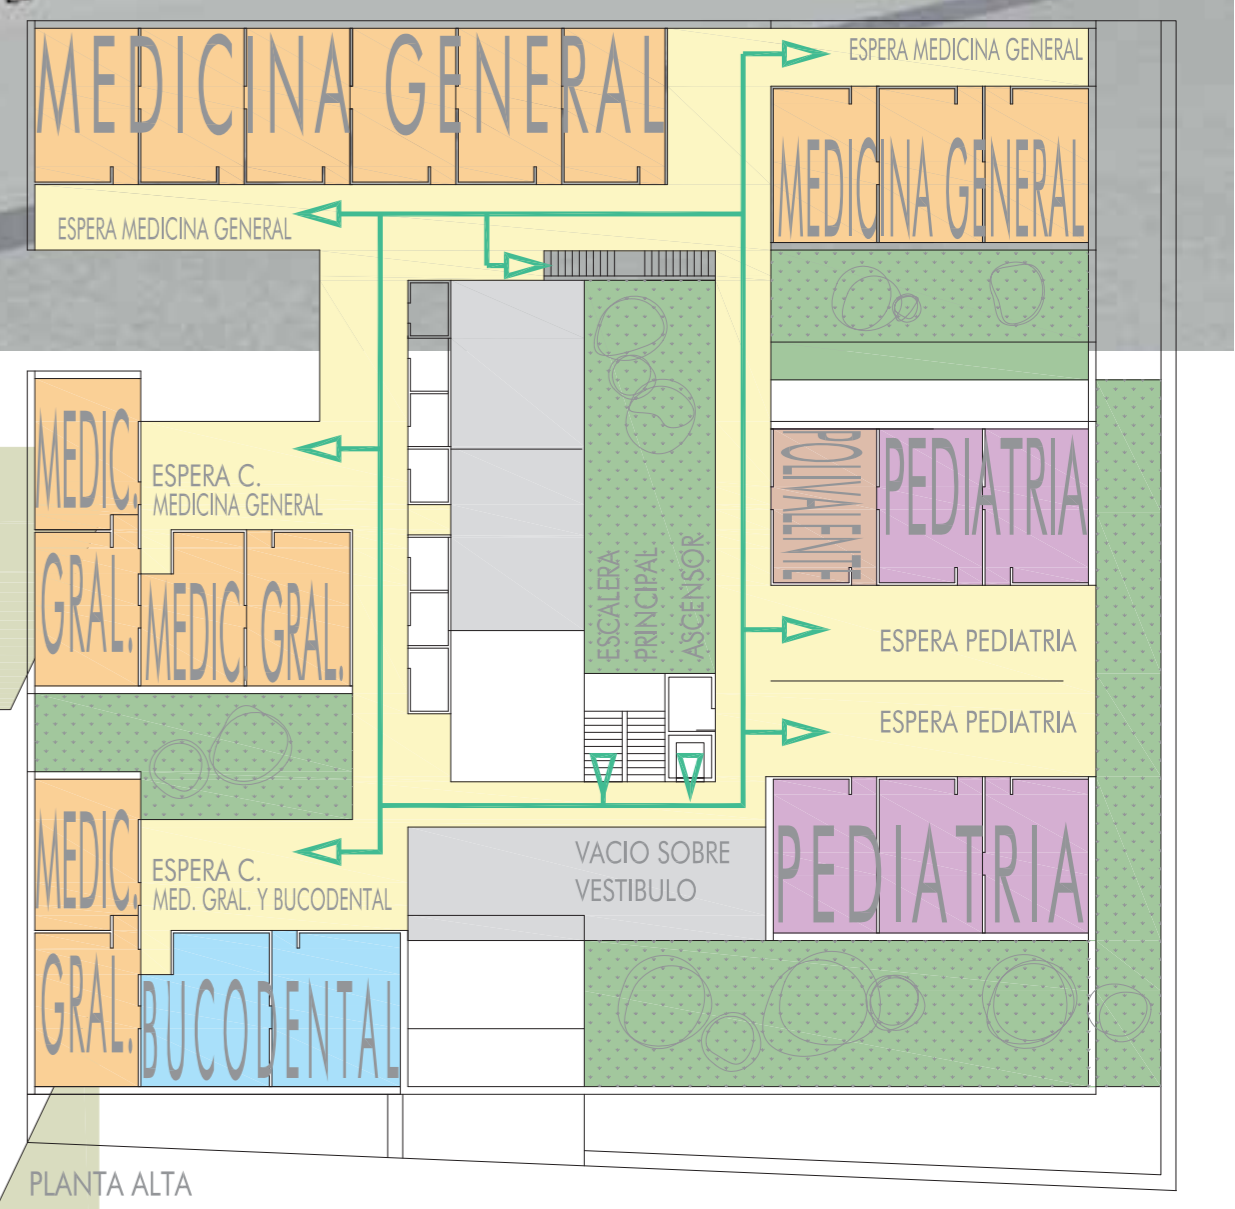 MEDICINA GENERAL
ESPERA MEDICINA GENERAL
MEDICINA GENERAL
ESPERA MEDICINA GENERAL
MEDIC.
GRAL.
ESPERA C.
MEDICINA GENERAL
MEDIC. GRAL.
POLIVALENTE
PEDIATRIA
ESCALERA
PRINCIPAL
ASCENSOR
ESPERA PEDIATRIA
ESPERA PEDIATRIA
MEDIC.
GRAL.
ESPERA C.
MED. GRAL. Y BUCODENTAL
VACIO SOBRE
VESTIBULO
PEDIATRIA
BUCODENTAL
PLANTA ALTA